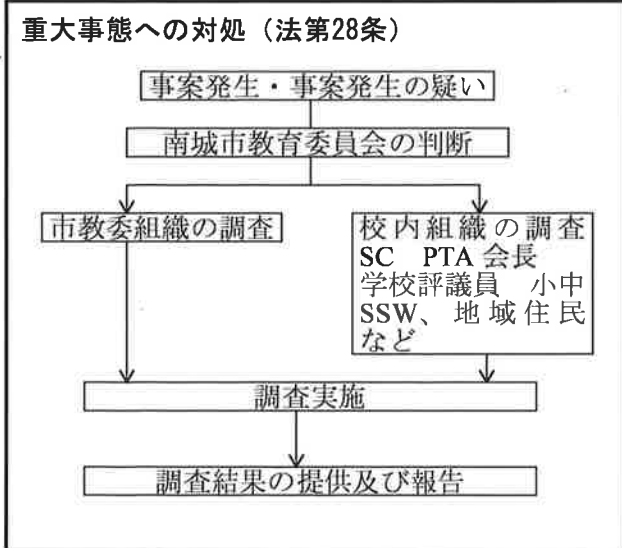 重大事態への対処（法第28条）
事案発生・事案発生の疑い
南城市教育委員会の判断
市教委組織の調査
校内組織の調査
SC　PTA 会長
学校評議員　小中
SSW、地域住民
など
調査実施
調査結果の提供及び報告